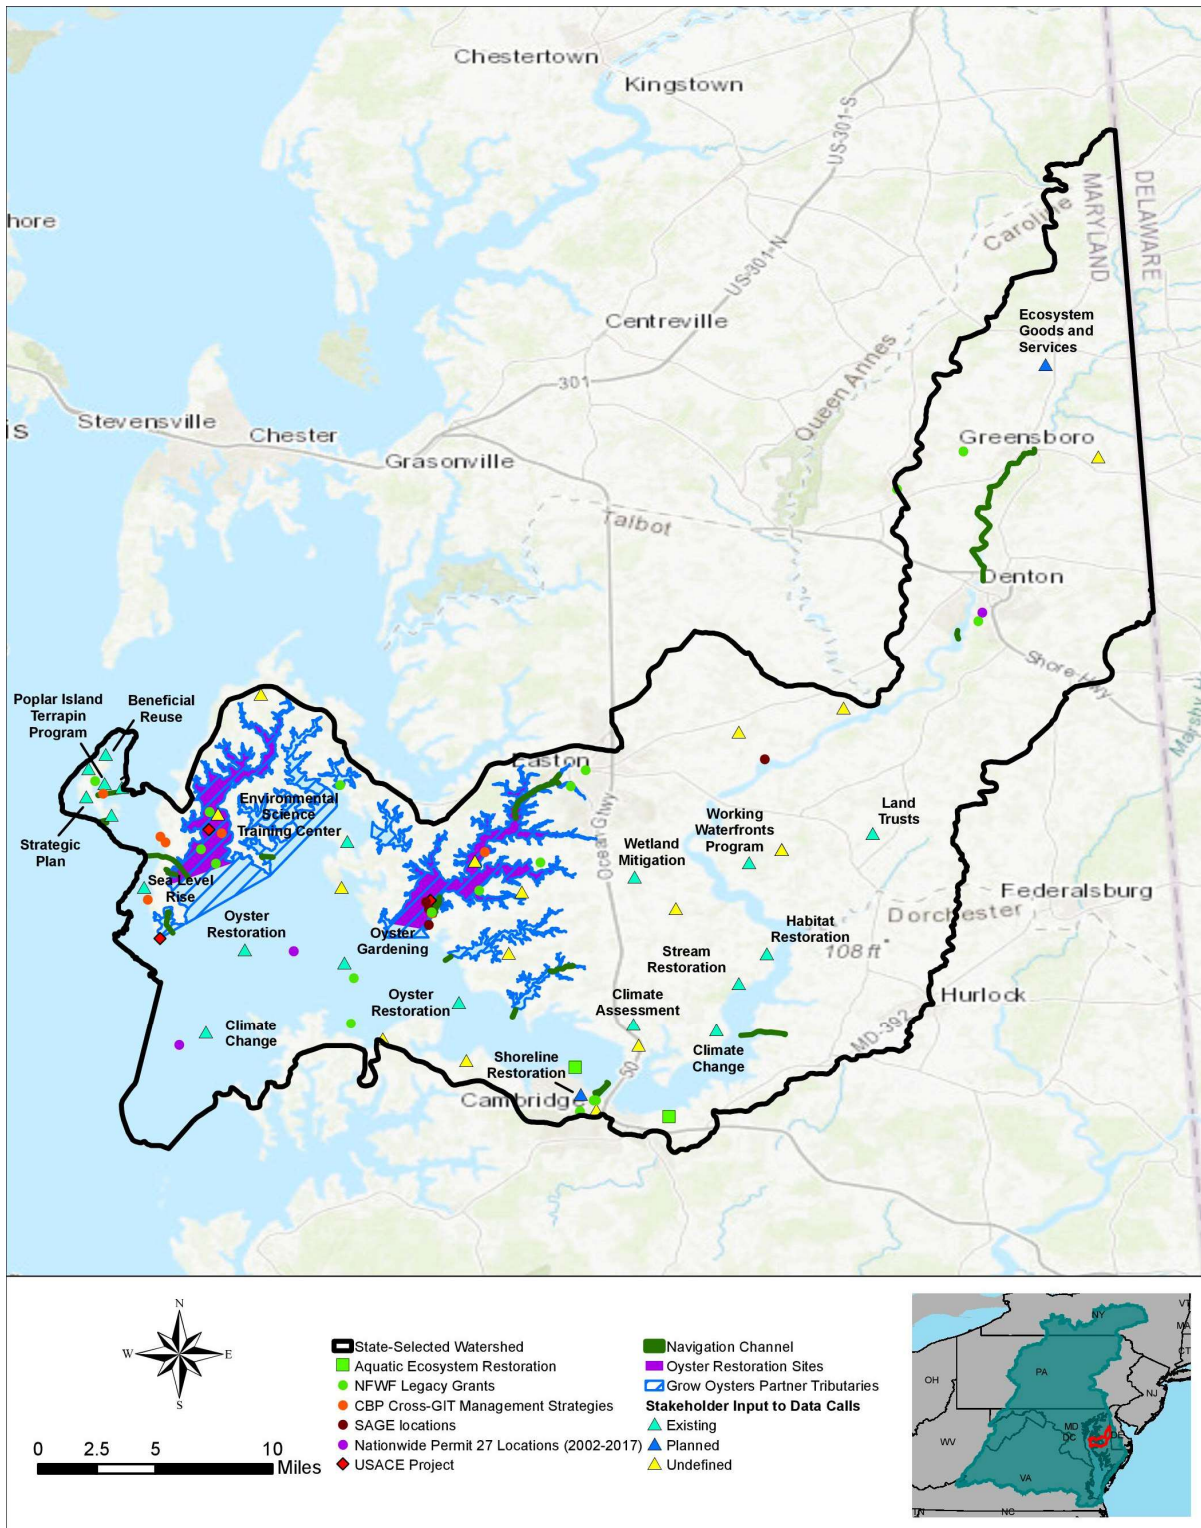 Chestertown
Kingstown
US-301-S
hore
Caroline
MARYLAND
DELAWARE
US-301-N
Centreville
Ecosystem
Goods and
Services
301
Queen Annes
Stevensville
is
Chester
Grasonville
Greensboro
Talbot
Denton
Shore Hwy
Poplar Island
Terrapin
Program
Beneficial
Reuse
Easton
Ocean Gtwy
Environmental
Science
Training Center
Strategic
Plan
Land
Trusts
Working
Waterfronts
Program
Wetland
Mitigation
Sea Level
Rise
Federalsburg
Dorchester
Oyster
Restoration
Oyster
Gardening
Habitat
Restoration
108 ft
Stream
Restoration
Oyster
Restoration
Climate
Assessment
Hurlock
MD-392
Climate
Change
Climate
Change
Shoreline
Restoration
50
Cambridge
N
W
E
S
0
2.5
5
10
Miles
State-Selected Watershed
Aquatic Ecosystem Restoration
NFWF Legacy Grants
CBP Cross-GIT Management Strategies
SAGE locations
Nationwide Permit 27 Locations (2002-2017)
USACE Project
Navigation Channel
Oyster Restoration Sites
Grow Oysters Partner Tributaries
Stakeholder Input to Data Calls
Existing
Planned
Undefined
NY
VT
MA
CT
PA
OH
NJ
MD
DC
DE
WV
VA
TN
NC